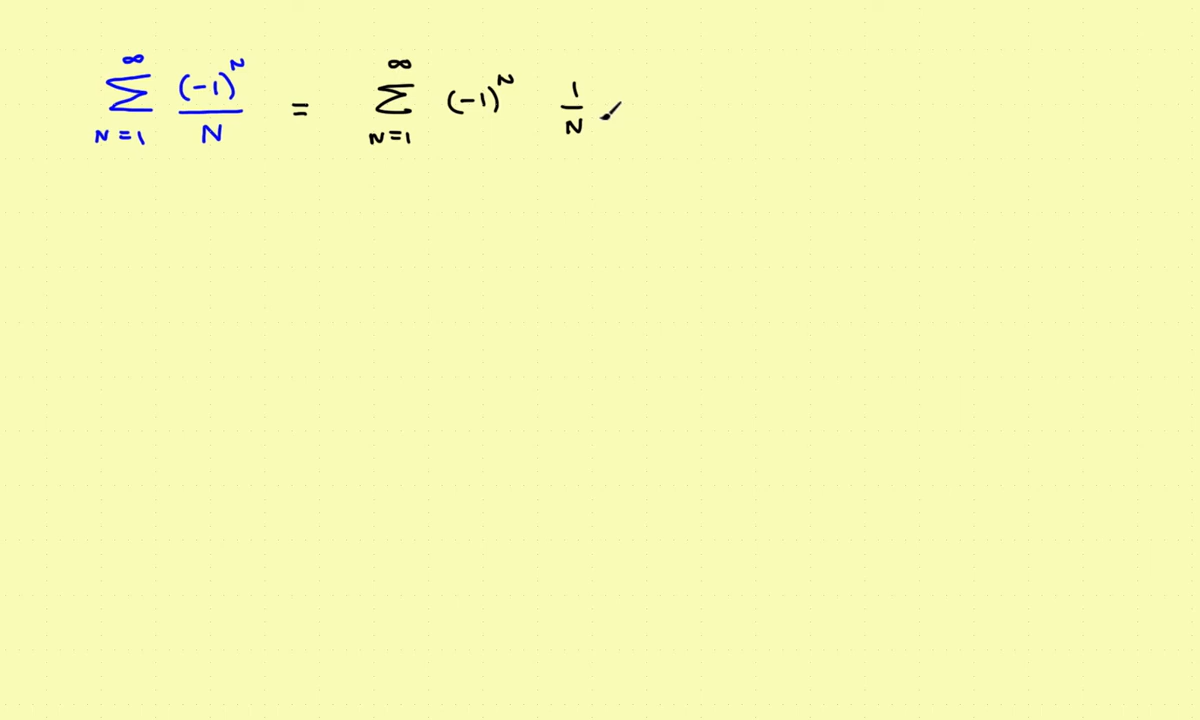 ∑_{N=1}^{∞} (-1)^N / N = ∑_{N=1}^{∞} (-1)^N 1/N